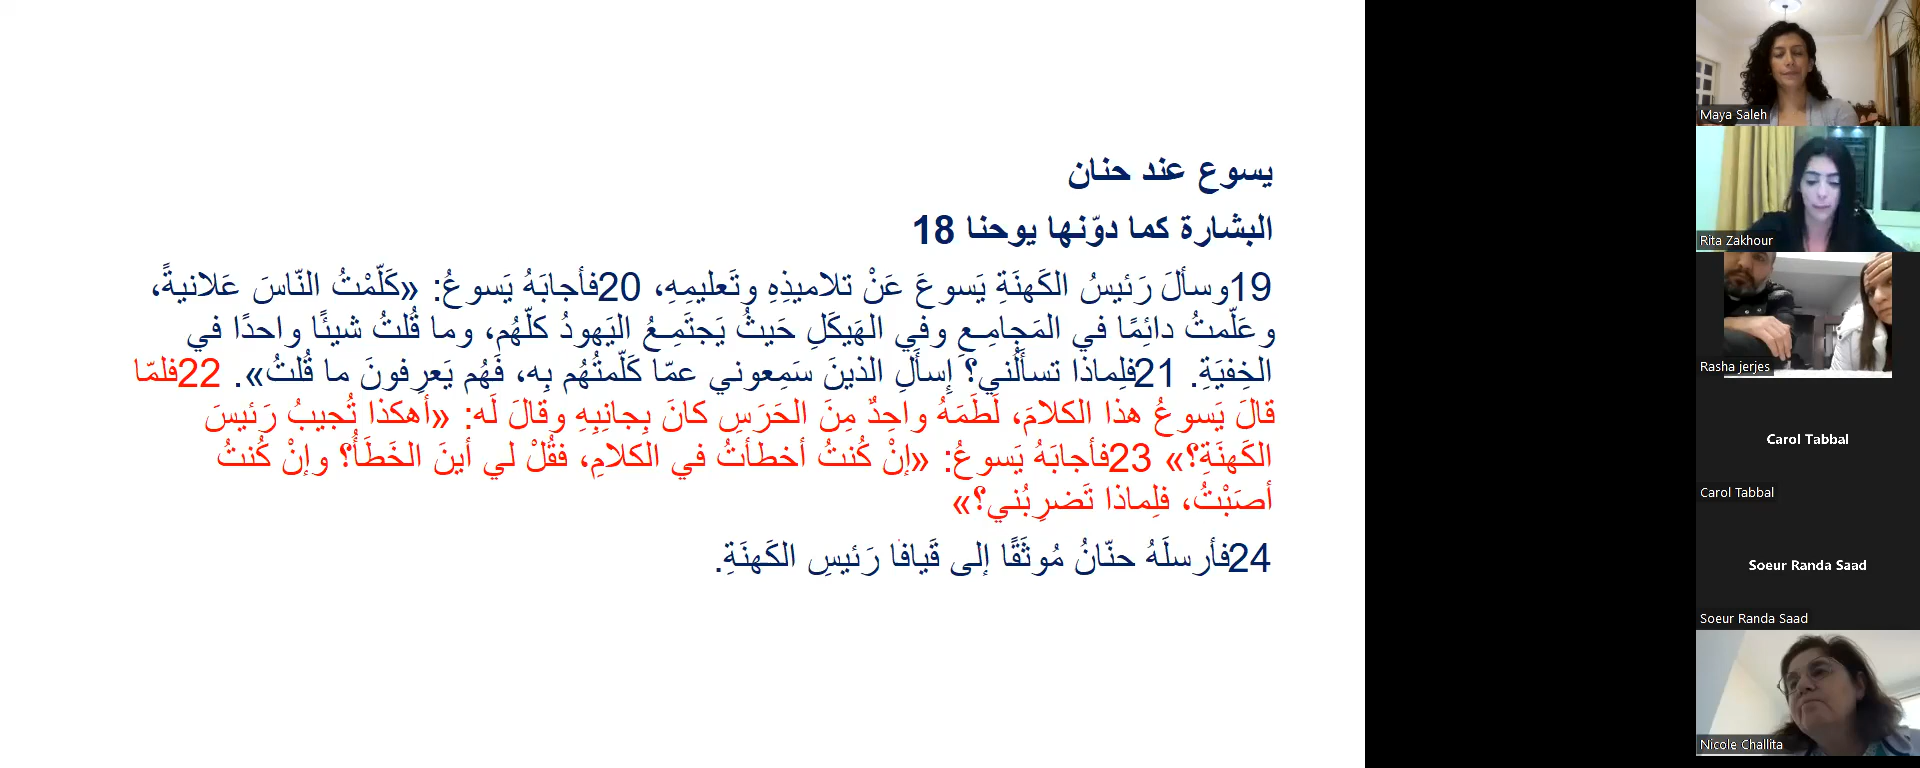 يسوع عند حنان
البشارة كما دوّنها يوحنا 18
19وسألَ رَئيسُ الكَهنَةِ يَسوعَ عَنْ تلاميذِهِ وتَعليمِهِ، 20فأجابَهُ يَسوعُ: «كَلّمْتُ النّاسَ عَلانيةً،
وعَلّمتُ دائِمًا في المَجامِـعِ وفي الهَيكَلِ حَيثُ يَجتَمِـعُ اليَهودُ كلّهُم، وما قُلتُ شيئًا واحدًا في
الخِفيَةِ. 21فلِماذا تسألُني؟ إسألِ الذينَ سَمِعوني عمّا كَلّمتُهُم بِه، فَهُم يَعرِفونَ ما قُلتُ». 22فلمّا
قالَ يَسوعُ هذا الكلامَ، لَطَمَهُ واحِدٌ مِنَ الحَرَسِ كانَ بِجانِبِهِ وقالَ لَه: «أهكذا تُجيبُ رَئيسَ
الكَهنَةِ؟» 23فأجابَهُ يَسوعُ: «إنْ كُنتُ أخطأتُ في الكلامِ، فقُلْ لي أينَ الخَطَأُ؟ وإنْ كُنتُ
أصَبْتُ، فلِماذا تَضرِبُني؟»
24فأرسلَهُ حنّانُ مُوثَقًا إلى قَيافا رَئيسِ الكَهنَةِ.
Maya Saleh
Rita Zakhour
Rasha jerjes
Carol Tabbal
Carol Tabbal
Soeur Randa Saad
Soeur Randa Saad
Nicole Challita